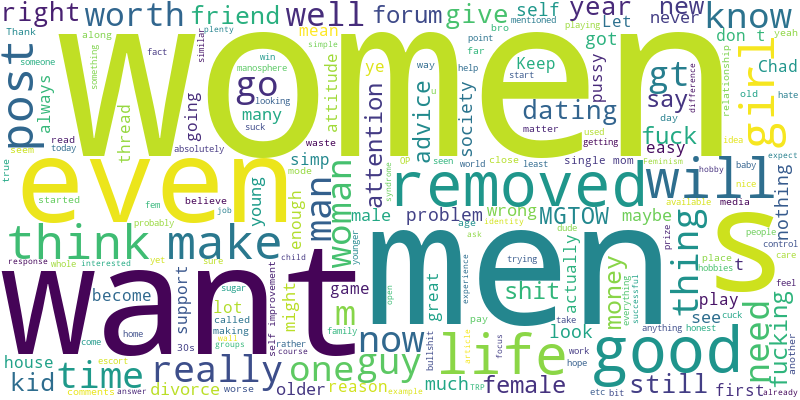 right worth friend well forum give self year new know
Thank along fact similar win plenty mean mentioned bro playing Let never yeah
women
post always someone something simple manosphere go going many looking suck thread attitude ye attention advice society point far way u help start Keep got pussy dating don t relationship difference Chad old hate girl
gt say day fuck easy matter used getting Feminism idea expect
true seem read today absolutely waste simp OP seen world close least single mom baby hobby nice media
even started young fem believe job mode enough man woman syndrome removed will nothing
think make male problem age ask wrong identity MGTOW dude maybe available people control
response whole interested yet probably sure might child younger prize place hobbies t care
want men s
become support sugar self improvement m game great experience trying shit actually money everything successful thing play see cuck honest feel
lot called making open anything another
come home groups 30s wall rather course family pay bullshit take now look work hope good need fucking
house time really one guy life
kid comments answer escort divorce worse older reason example much TRP article focus female etc bit still first already